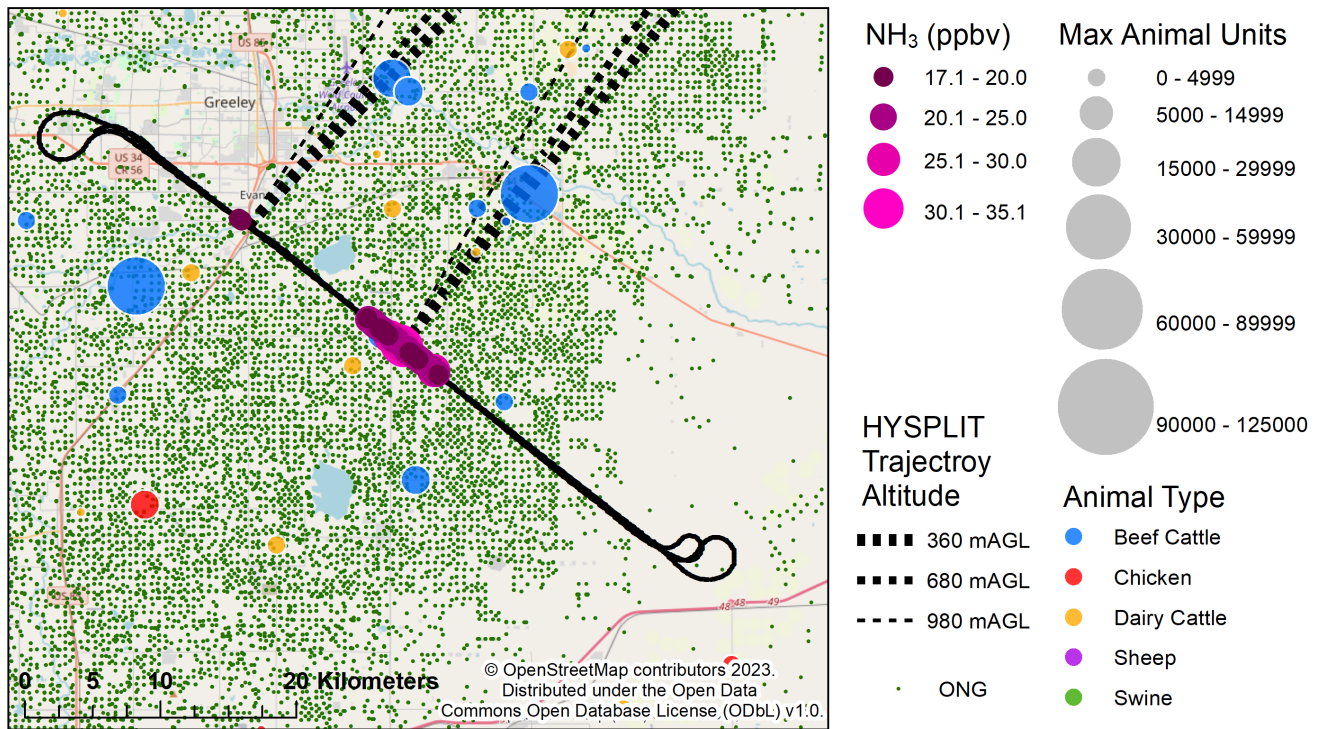 US 85
Greeley
US 34
CR 56
Evan
48
48
49
0 5 10 20 Kilometers
© OpenStreetMap contributors 2023.
Distributed under the Open Data
Commons Open Database License (ODbL) v1.0.
NH₃ (ppbv)
17.1 - 20.0
20.1 - 25.0
25.1 - 30.0
30.1 - 35.1
HYSPLIT
Trajectroy
Altitude
360 mAGL
680 mAGL
980 mAGL
ONG
Max Animal Units
0 - 4999
5000 - 14999
15000 - 29999
30000 - 59999
60000 - 89999
90000 - 125000
Animal Type
Beef Cattle
Chicken
Dairy Cattle
Sheep
Swine